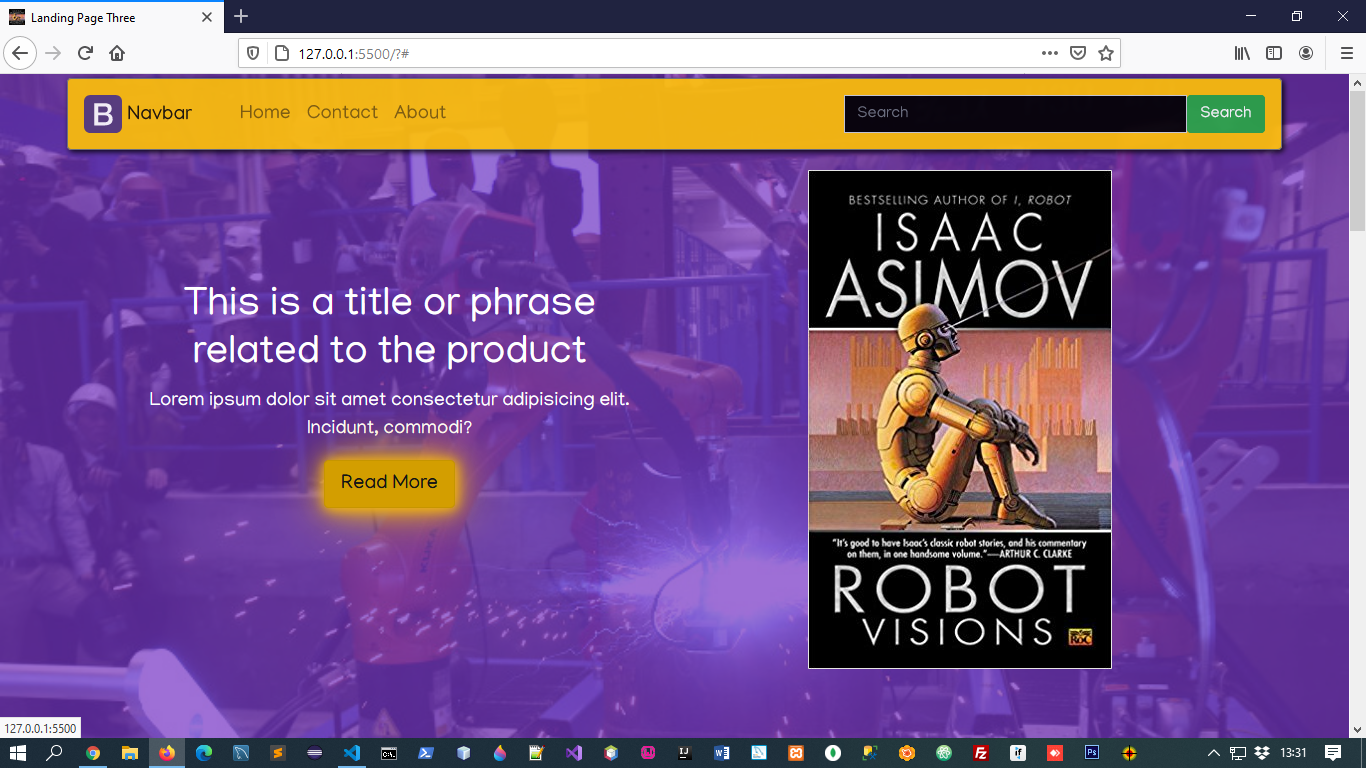 Landing Page Three
127.0.0.1:5500/?#
B Navbar
Home Contact About
Search
Search
This is a title or phrase
related to the product
Lorem ipsum dolor sit amet consectetur adipisicing elit.
Incidunt, commodi?
Read More
BESTSELLING AUTHOR OF I, ROBOT
ISAAC
ASIMOV
“It's good to have Isaac's classic robot stories, and his commentary
on them, in one handsome volume.”—ARTHUR C. CLARKE
ROBOT
VISIONS
ROC
127.0.0.1:5500
13:31